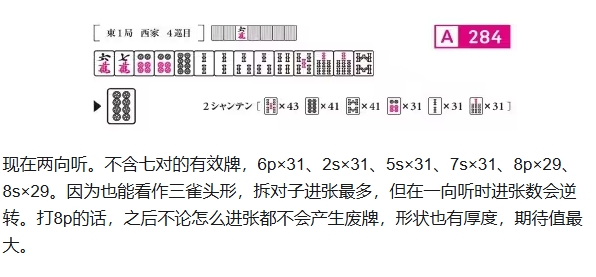 東1局 西家 4巡目
A 284
2シャンテン [ ×43 ×41 ×41 ×31 ×31 ×31 ]
现在两向听。不含七对的有效牌，6p×31、2s×31、5s×31、7s×31、8p×29、
8s×29。因为也能看作三雀头形，拆对子进张最多，但在一向听时进张数会逆
转。打8p的话，之后不论怎么进张都不会产生废牌，形状也有厚度，期待值最
大。